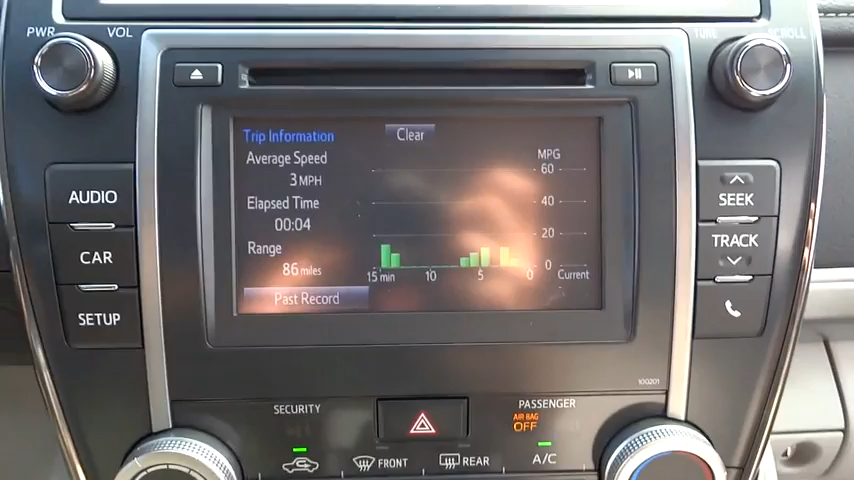 PWR VOL
TUNE SCROLL
AUDIO
CAR
SETUP
Trip Information
Clear
Average Speed
3 MPH
Elapsed Time
00:04
Range
86 miles
Past Record
MPG
60
40
20
0
15 min 10 5 0 Current
SEEK
TRACK
100201
SECURITY
PASSENGER
AIR BAG
OFF
FRONT
REAR
A/C